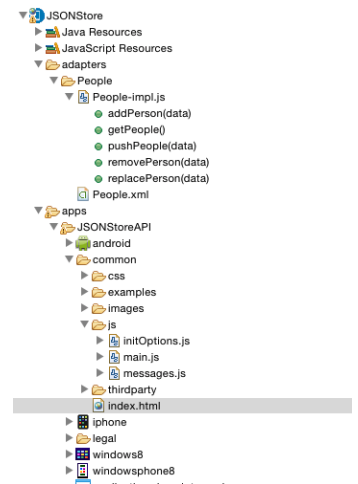 JSONStore
Java Resources
JavaScript Resources
adapters
People
People-impl.js
addPerson(data)
getPeople()
pushPeople(data)
removePerson(data)
replacePerson(data)
People.xml
apps
JSONStoreAPI
android
common
css
examples
images
js
initOptions.js
main.js
messages.js
thirdparty
index.html
iphone
legal
windows8
windowsphone8